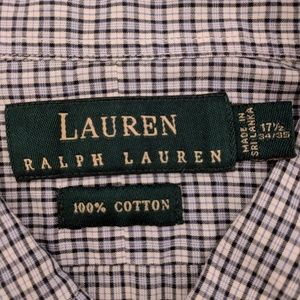 LAUREN
RALPH LAUREN
100% COTTON
MADE IN
SRI LANKA
17½
34/35